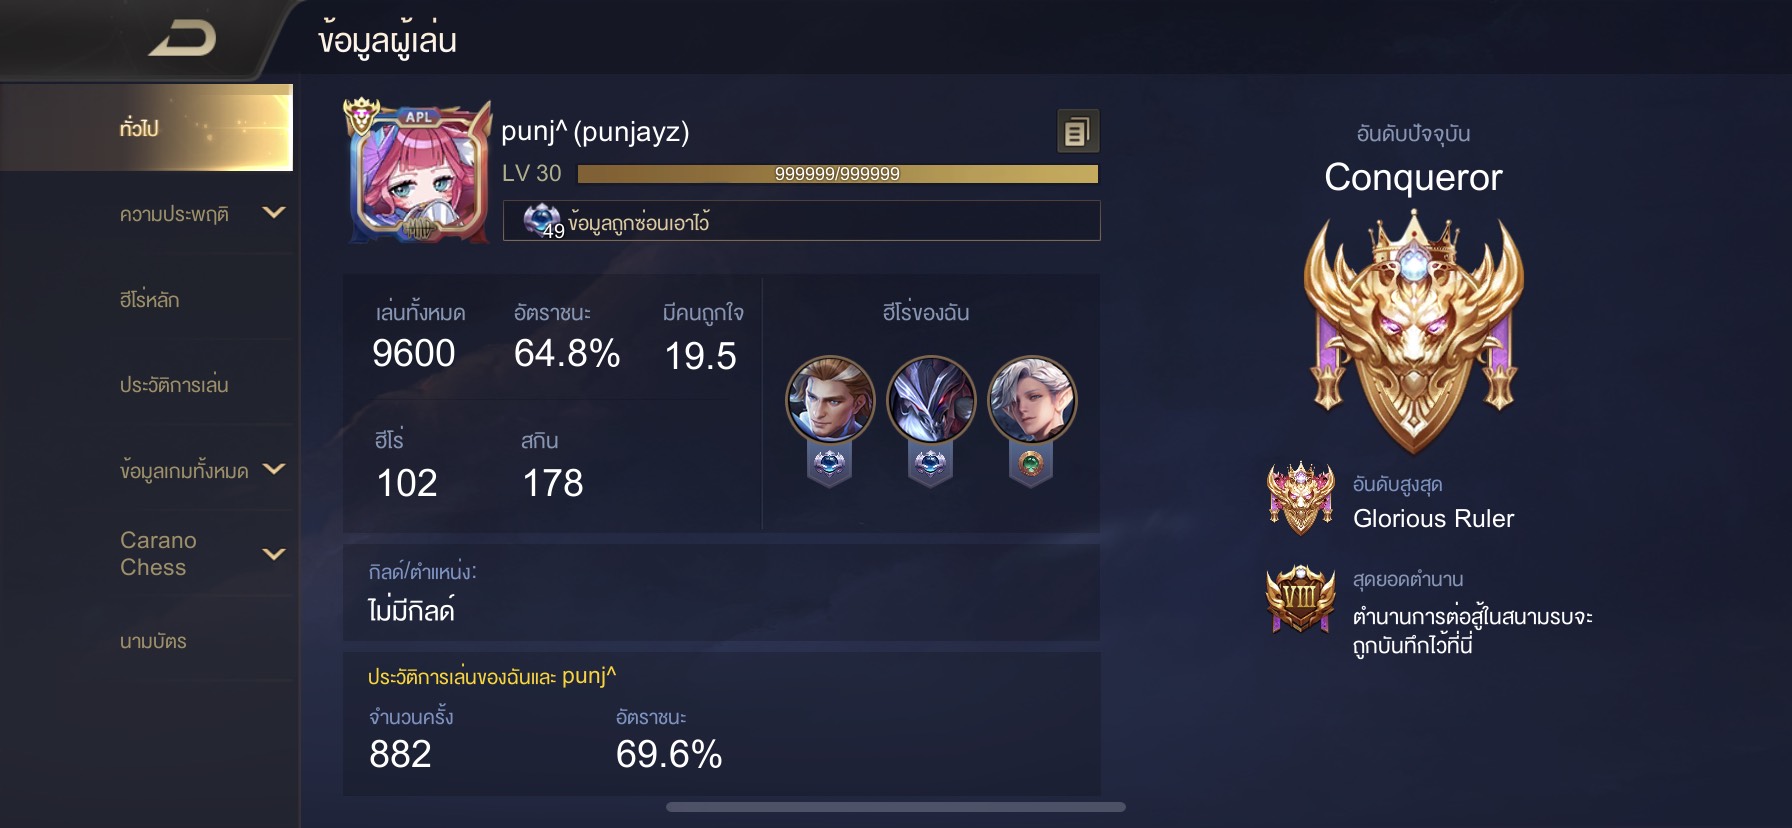 ข้อมูลผู้เล่น
ทั่วไป
ความประพฤติ
ฮีโร่หลัก
ประวัติการเล่น
ข้อมูลเกมทั้งหมด
Carano
Chess
นามบัตร
APL
punj^ (punjayz)
LV 30
999999/999999
49 ข้อมูลถูกซ่อนเอาไว้
เล่นทั้งหมด อัตราชนะ มีคนถูกใจ
9600 64.8% 19.5
ฮีโร่ สกิน
102 178
ฮีโร่ของฉัน
กิลด์/ตำแหน่ง:
ไม่มีกิลด์
ประวัติการเล่นของฉันและ punj^
จำนวนครั้ง อัตราชนะ
882 69.6%
อันดับปัจจุบัน
Conqueror
อันดับสูงสุด
Glorious Ruler
VIII
สุดยอดตำนาน
ตำนานการต่อสู้ในสนามรบจะ
ถูกบันทึกไว้ที่นี่